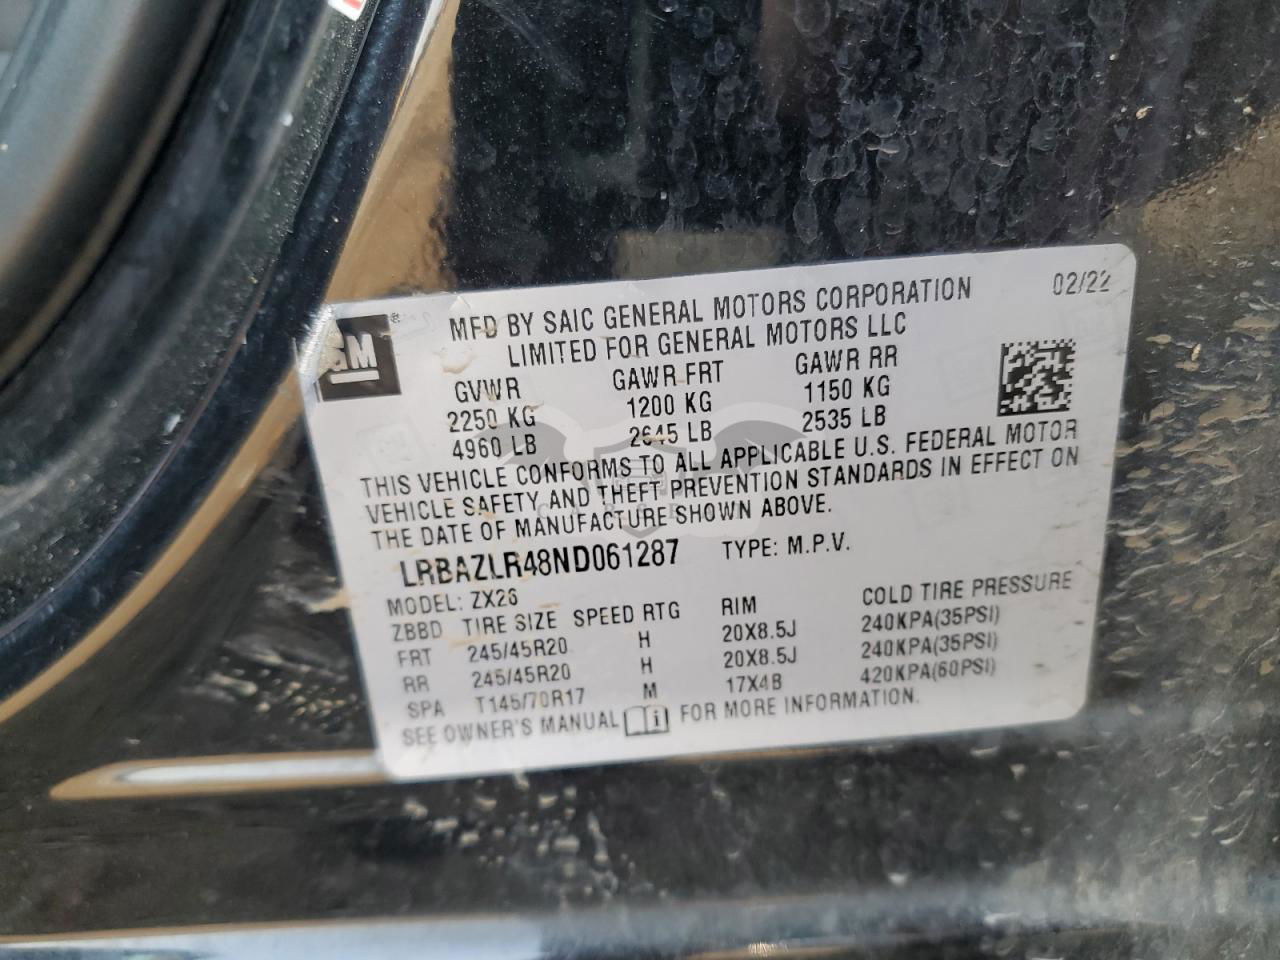 MFD BY SAIC GENERAL MOTORS CORPORATION 02/22
LIMITED FOR GENERAL MOTORS LLC
GM
GVWR GAWR FRT GAWR RR
2250 KG 1200 KG 1150 KG
4960 LB 2645 LB 2535 LB
THIS VEHICLE CONFORMS TO ALL APPLICABLE U.S. FEDERAL MOTOR
VEHICLE SAFETY AND THEFT PREVENTION STANDARDS IN EFFECT ON
THE DATE OF MANUFACTURE SHOWN ABOVE.
LRBAZLR48ND061287 TYPE: M.P.V.
MODEL: ZX26
ZBBD TIRE SIZE SPEED RTG RIM COLD TIRE PRESSURE
FRT 245/45R20 H 20X8.5J 240KPA(35PSI)
RR 245/45R20 H 20X8.5J 240KPA(35PSI)
SPA T145/70R17 M 17X4B 420KPA(60PSI)
SEE OWNER'S MANUAL FOR MORE INFORMATION.